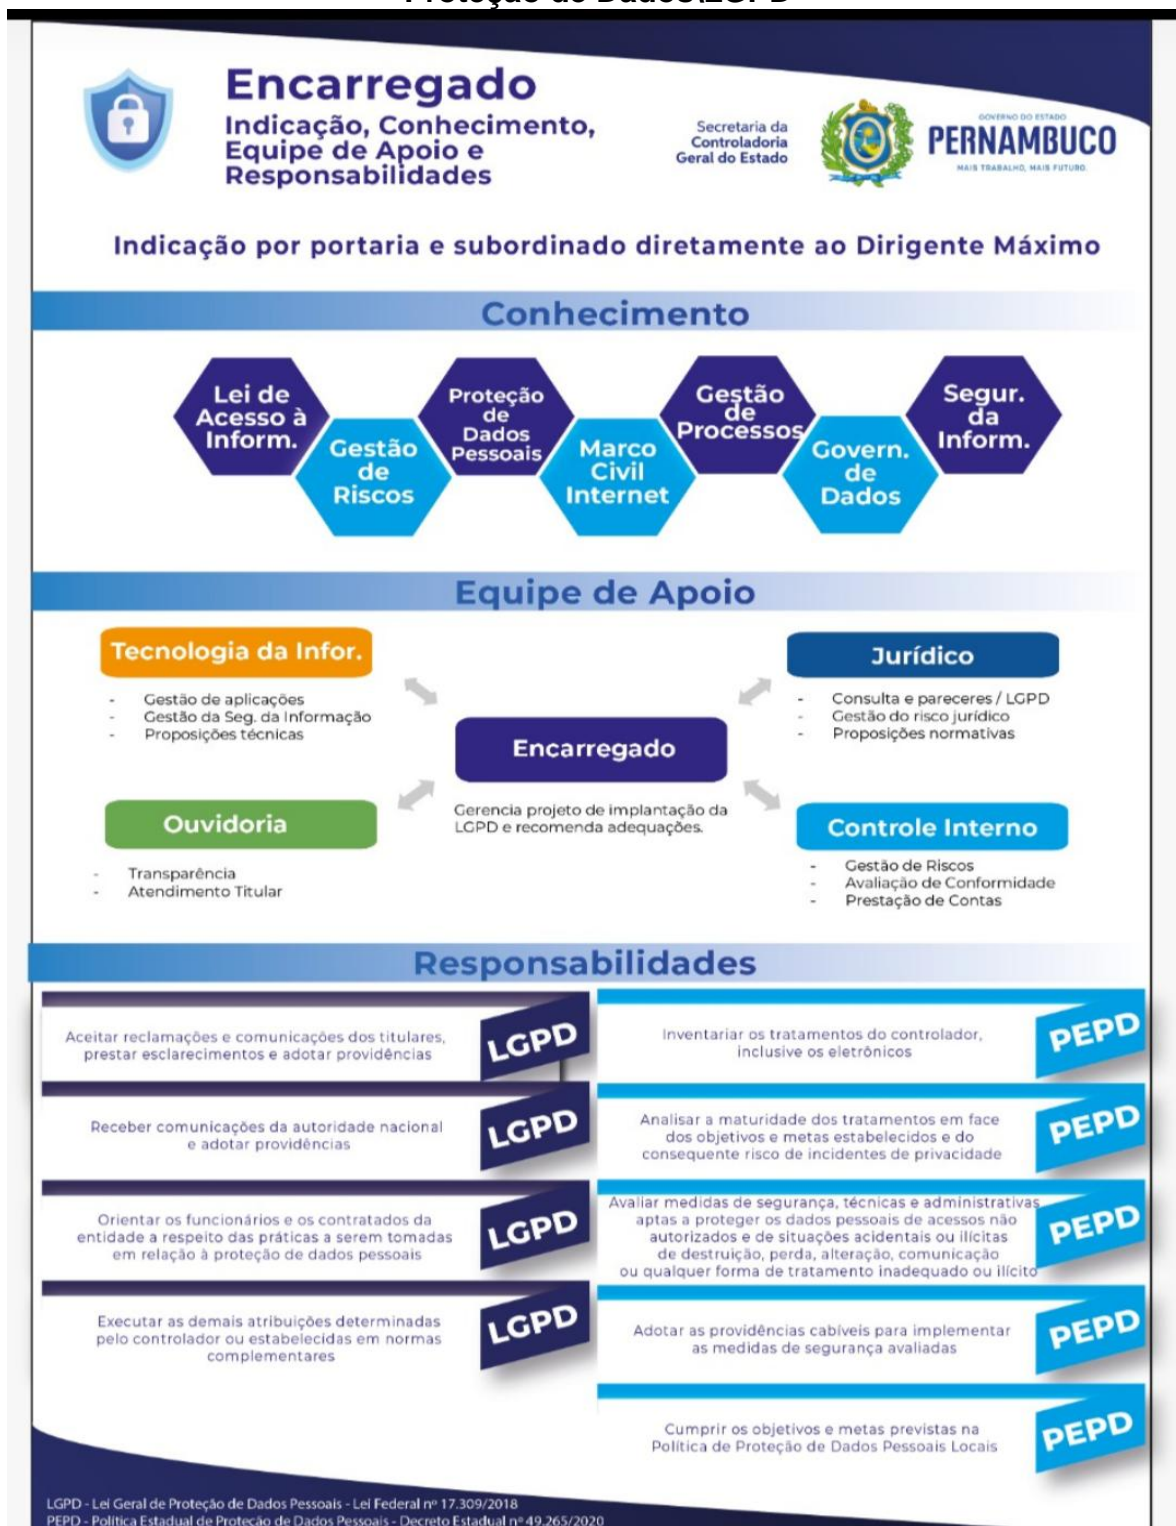 Proteção de Dados\LGPD
Encarregado
Indicação, Conhecimento,
Equipe de Apoio e
Responsabilidades
Secretaria da
Controladoria
Geral do Estado
GOVERNO DO ESTADO
PERNAMBUCO
MAIS TRABALHO, MAIS FUTURO.
Indicação por portaria e subordinado diretamente ao Dirigente Máximo
Conhecimento
Lei de
Acesso à
Inform.
Gestão
de
Riscos
Proteção
de
Dados
Pessoais
Marco
Civil
Internet
Gestão
de
Processos
Govern.
de
Dados
Segur.
da
Inform.
Equipe de Apoio
Tecnologia da Infor.
- Gestão de aplicações
- Gestão da Seg. da Informação
- Proposições técnicas
Jurídico
- Consulta e pareceres / LGPD
- Gestão do risco jurídico
- Proposições normativas
Encarregado
Gerencia projeto de implantação da
LGPD e recomenda adequações.
Ouvidoria
- Transparência
- Atendimento Titular
Controle Interno
- Gestão de Riscos
- Avaliação de Conformidade
- Prestação de Contas
Responsabilidades
Aceitar reclamações e comunicações dos titulares,
prestar esclarecimentos e adotar providências
LGPD
Receber comunicações da autoridade nacional
e adotar providências
LGPD
Orientar os funcionários e os contratados da
entidade a respeito das práticas a serem tomadas
em relação à proteção de dados pessoais
LGPD
Executar as demais atribuições determinadas
pelo controlador ou estabelecidas em normas
complementares
LGPD
Inventariar os tratamentos do controlador,
inclusive os eletrônicos
PEPD
Analisar a maturidade dos tratamentos em face
dos objetivos e metas estabelecidos e do
consequente risco de incidentes de privacidade
PEPD
Avaliar medidas de segurança, técnicas e administrativas
aptas a proteger os dados pessoais de acessos não
autorizados e de situações acidentais ou ilícitas
de destruição, perda, alteração, comunicação
ou qualquer forma de tratamento inadequado ou ilícito
PEPD
Adotar as providências cabíveis para implementar
as medidas de segurança avaliadas
PEPD
Cumprir os objetivos e metas previstas na
Política de Proteção de Dados Pessoais Locais
PEPD
LGPD - Lei Geral de Proteção de Dados Pessoais - Lei Federal nº 17.309/2018
PEPD - Política Estadual de Proteção de Dados Pessoais - Decreto Estadual nº 49.265/2020